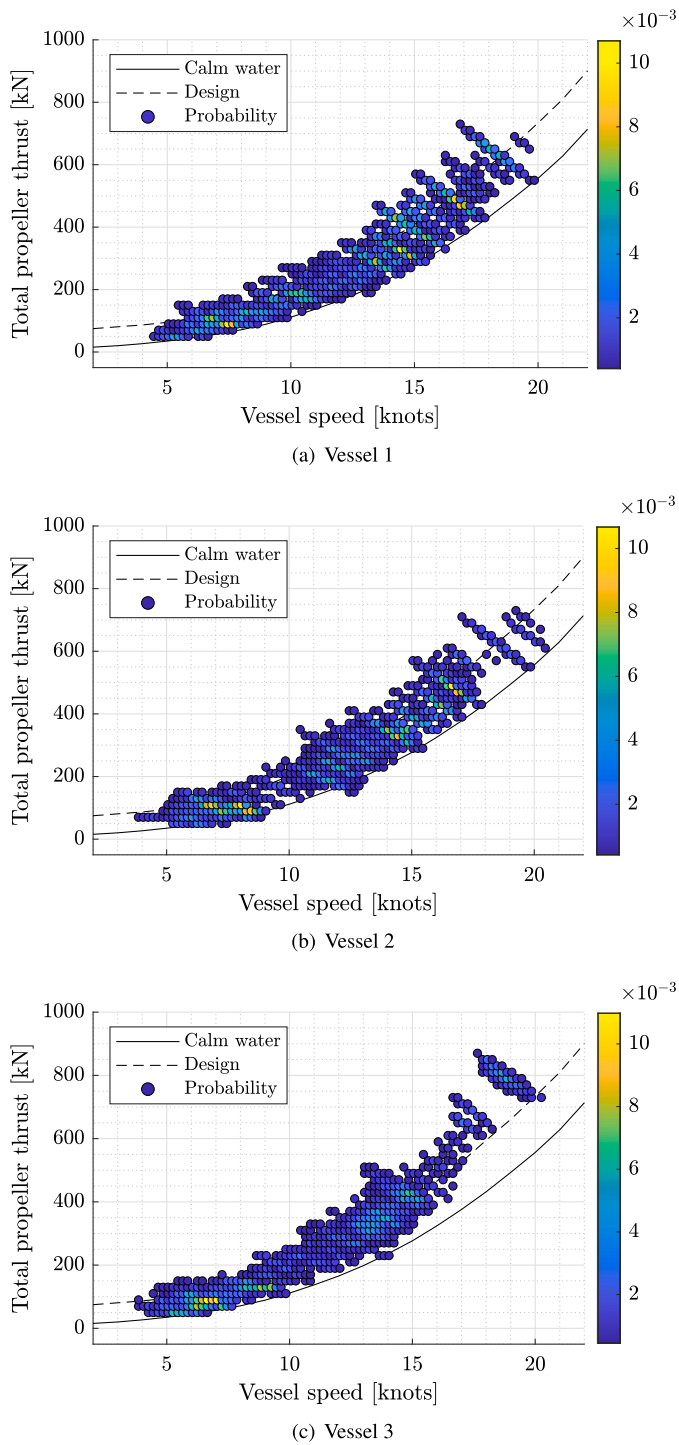 ×10⁻³
1000
800
600
400
200
0
Total propeller thrust [kN]
Calm water
Design
Probability
10
8
6
4
2
5 10 15 20
Vessel speed [knots]
(a) Vessel 1
×10⁻³
1000
800
600
400
200
0
Total propeller thrust [kN]
Calm water
Design
Probability
10
8
6
4
2
5 10 15 20
Vessel speed [knots]
(b) Vessel 2
×10⁻³
1000
800
600
400
200
0
Total propeller thrust [kN]
Calm water
Design
Probability
10
8
6
4
2
5 10 15 20
Vessel speed [knots]
(c) Vessel 3